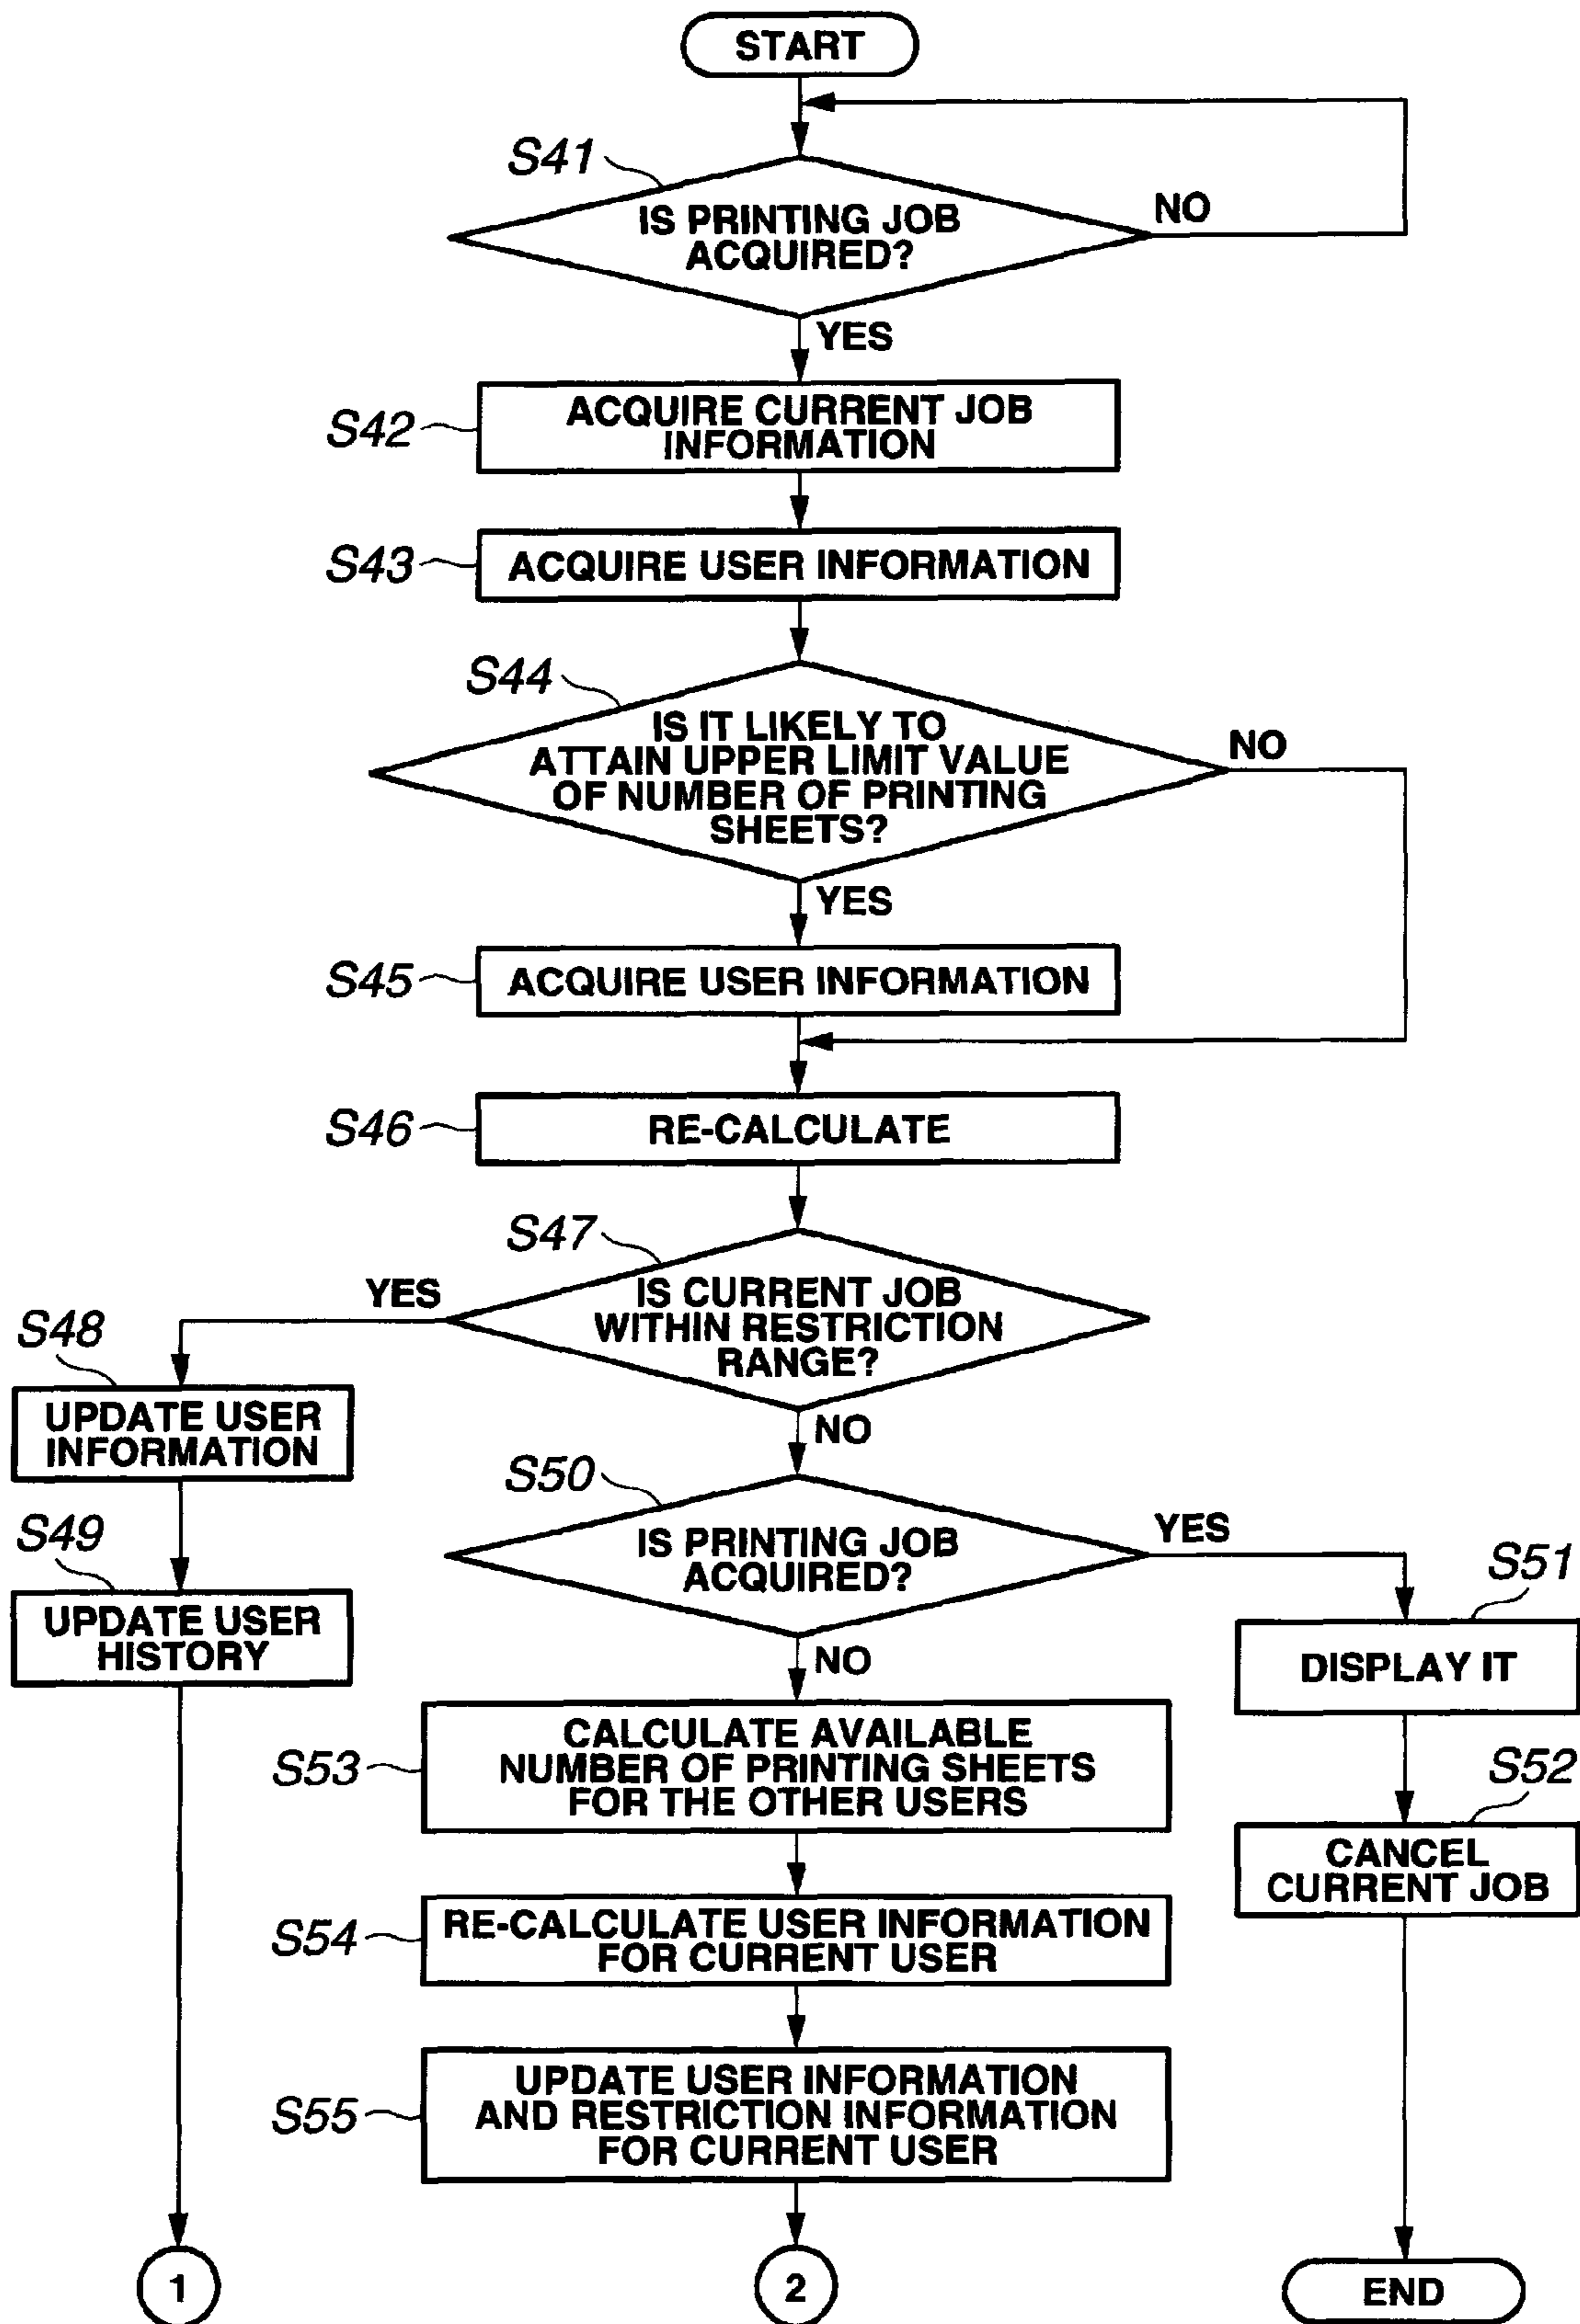 START
S41
IS PRINTING JOB
ACQUIRED?
NO
YES
S42
ACQUIRE CURRENT JOB
INFORMATION
S43
ACQUIRE USER INFORMATION
S44
IS IT LIKELY TO
ATTAIN UPPER LIMIT VALUE
OF NUMBER OF PRINTING
SHEETS?
NO
YES
S45
ACQUIRE USER INFORMATION
S46
RE-CALCULATE
S47
IS CURRENT JOB
WITHIN RESTRICTION
RANGE?
YES
NO
S48
UPDATE USER
INFORMATION
S49
UPDATE USER
HISTORY
S50
IS PRINTING JOB
ACQUIRED?
YES
NO
S51
DISPLAY IT
S52
CANCEL
CURRENT JOB
S53
CALCULATE AVAILABLE
NUMBER OF PRINTING SHEETS
FOR THE OTHER USERS
S54
RE-CALCULATE USER INFORMATION
FOR CURRENT USER
S55
UPDATE USER INFORMATION
AND RESTRICTION INFORMATION
FOR CURRENT USER
1
2
END